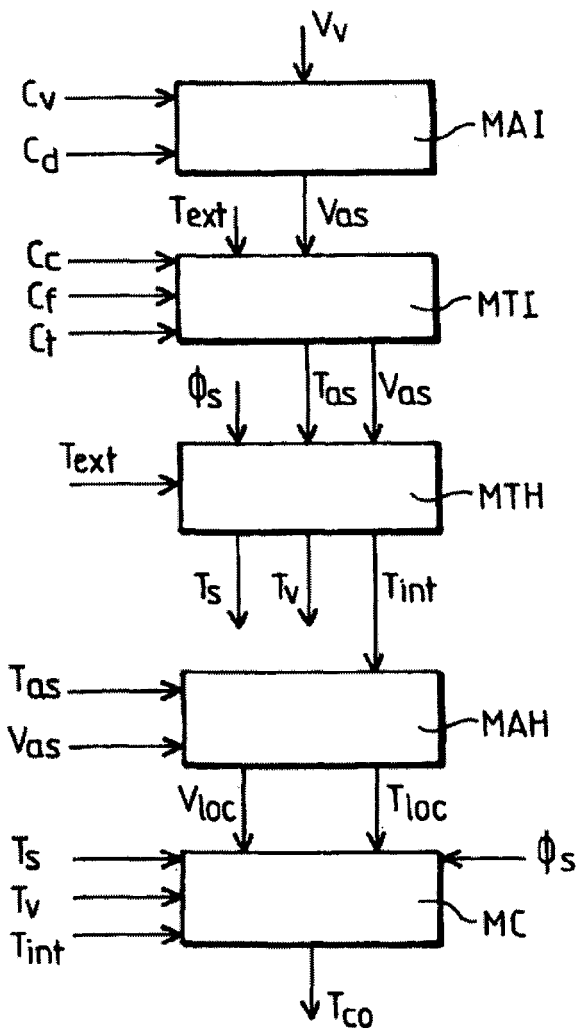 Vv
Cv
MAI
Cd
Text
Vas
Cc
Cf
MTI
Ct
ϕs
Tas
Vas
Text
MTH
Ts
Tv
Tint
Tas
MAH
Vas
Vloc
Tloc
Ts
ϕs
Tv
MC
Tint
Tco